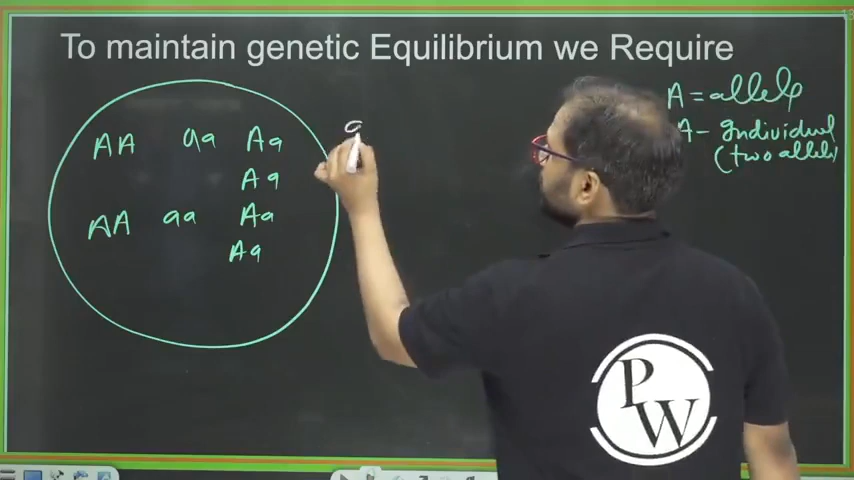 To maintain genetic Equilibrium we Require
AA aa Aa
Aa
AA aa Aa
Aa
A = allele
A - Individual
(two allele)
PW